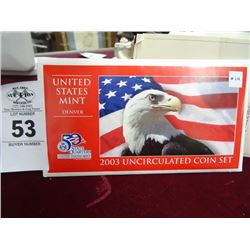 LOT NUMBER
53
BUYER NUMBER
UNITED
STATES
MINT
DENVER
2003 UNCIRCULATED COIN SET